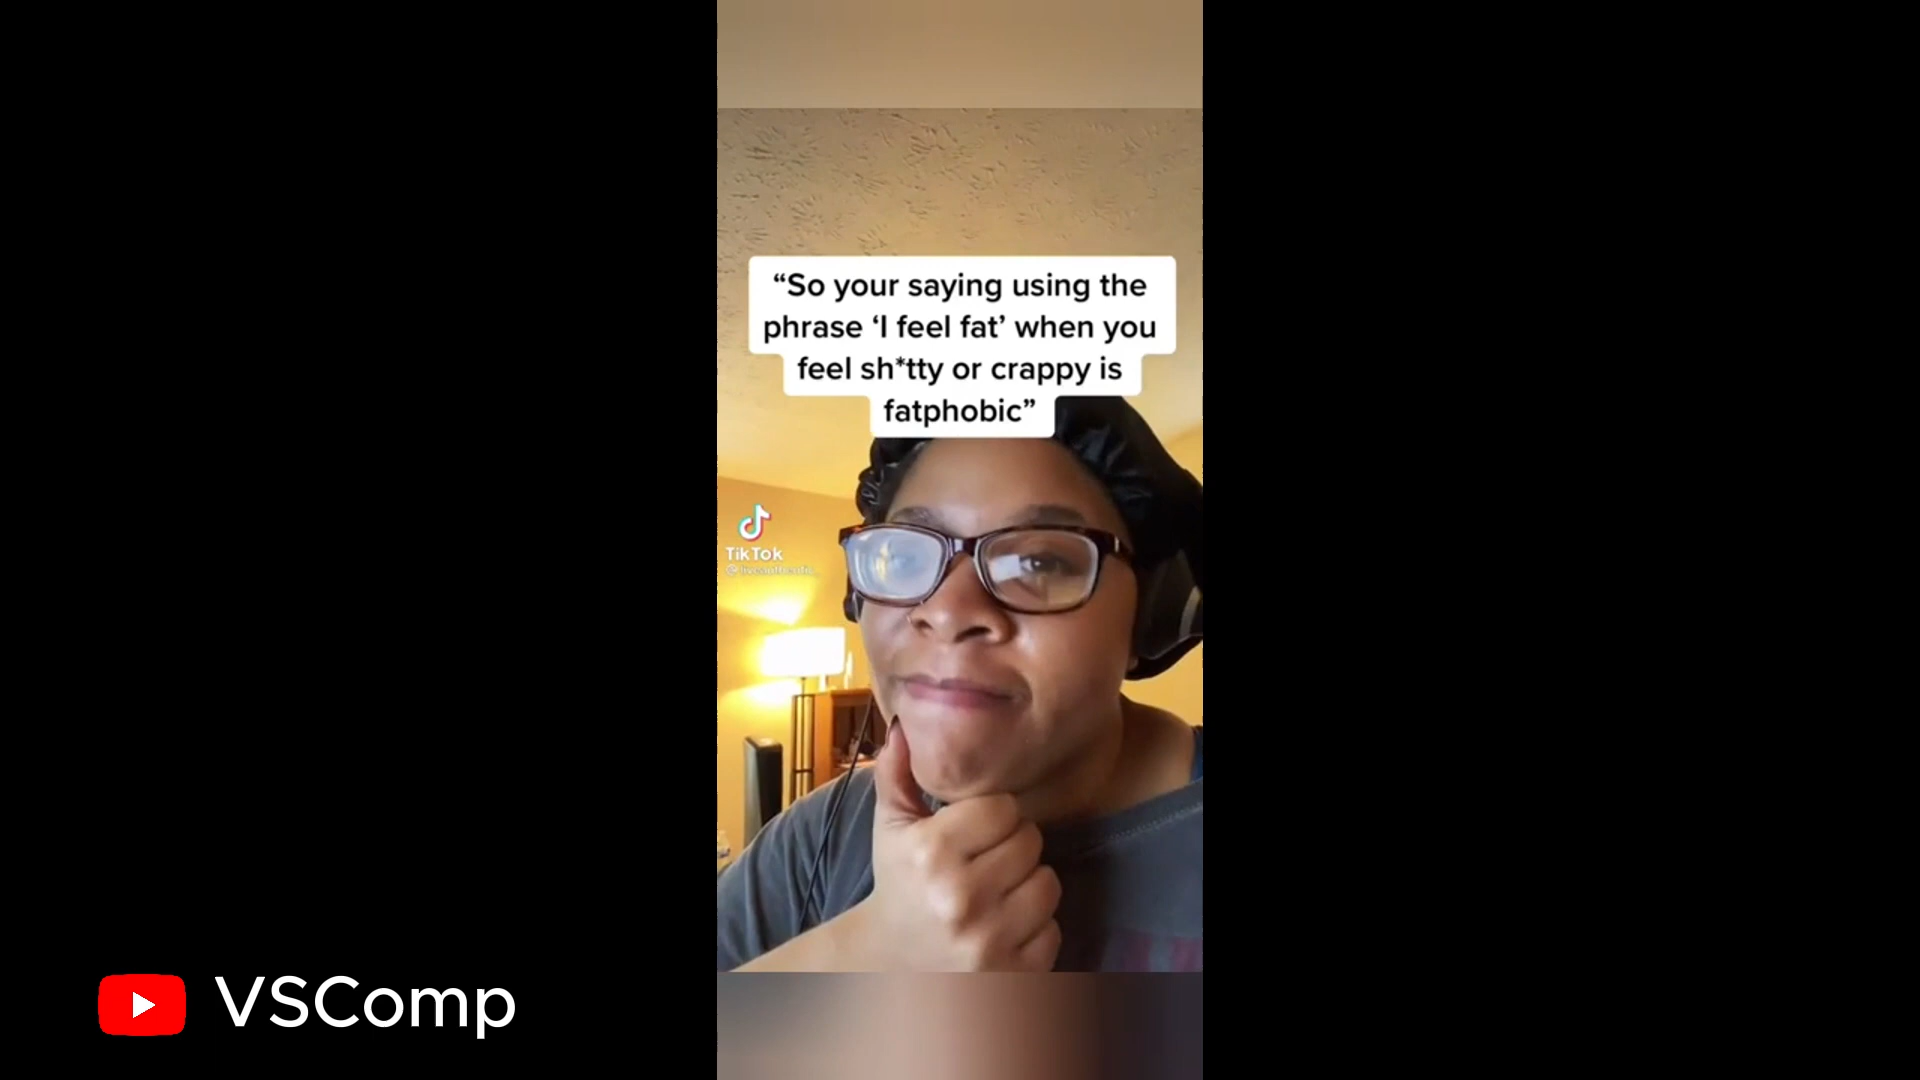 “So your saying using the
phrase ‘I feel fat’ when you
feel sh*tty or crappy is
fatphobic”
TikTok
VSComp